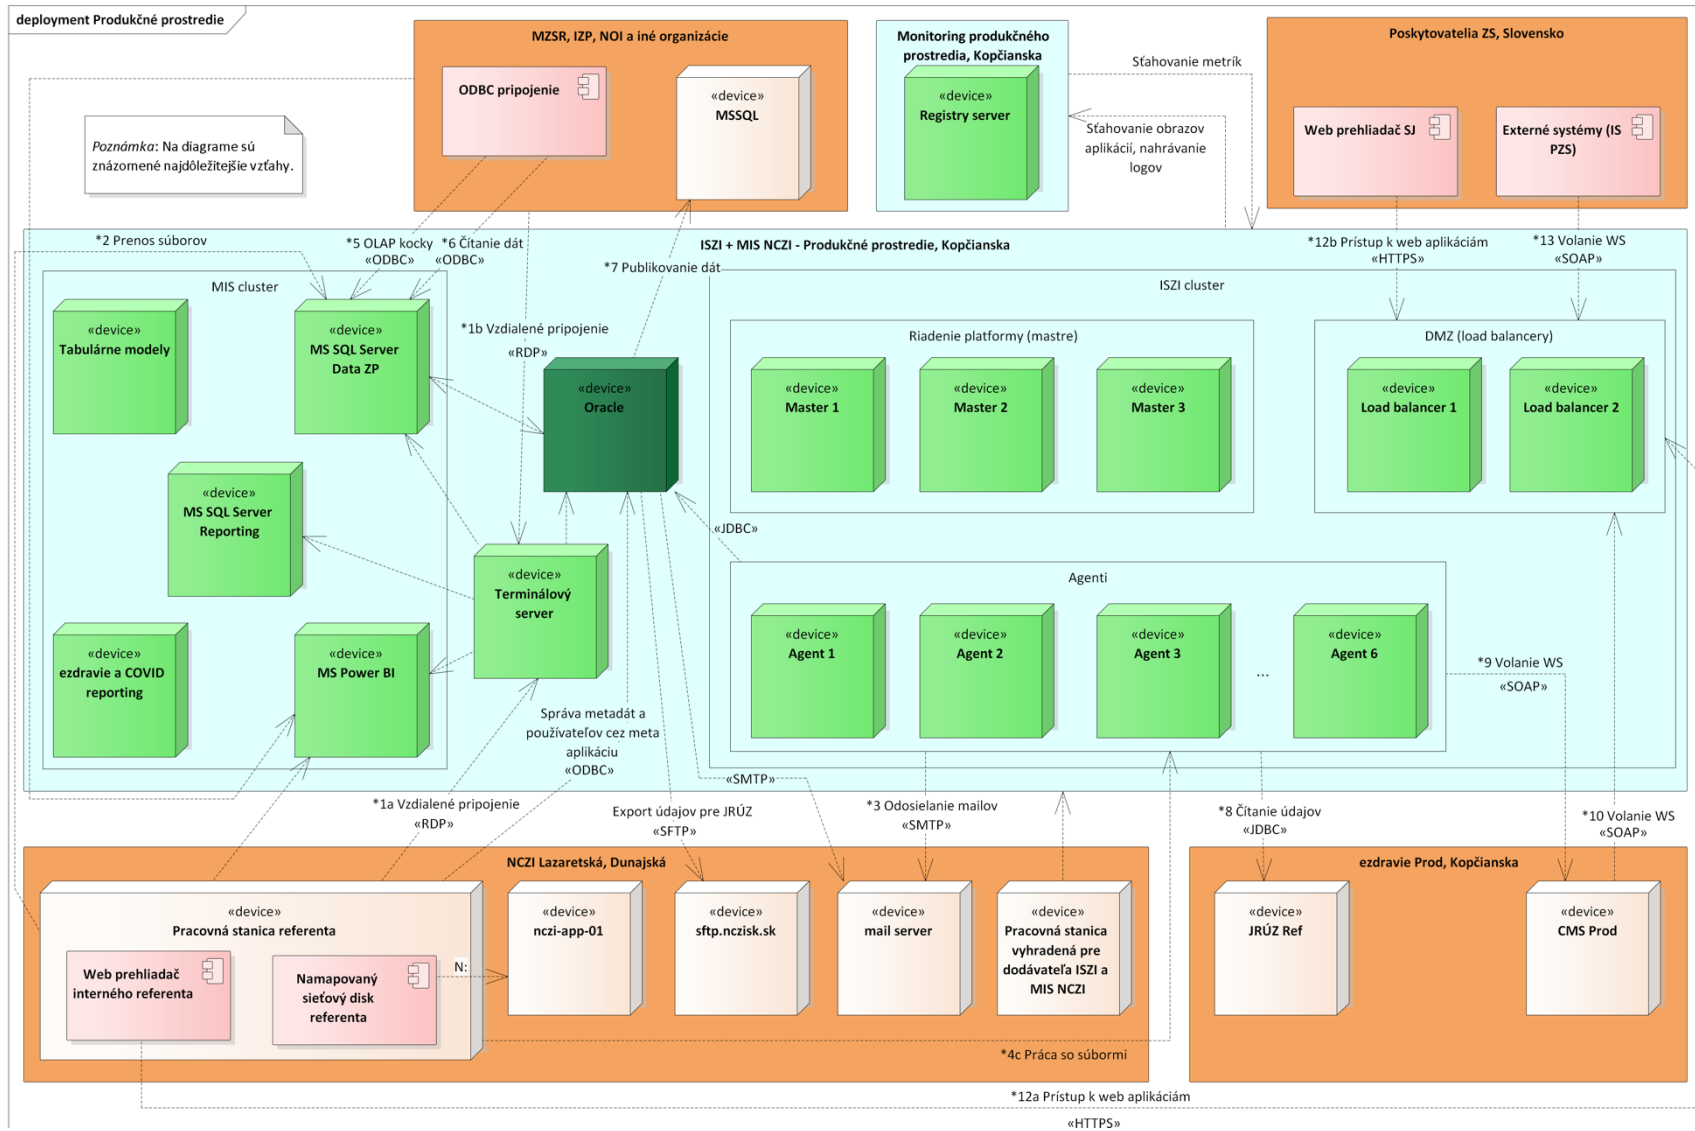 deployment Produkčné prostredie
MZSR, IZP, NOI a iné organizácie
ODBC pripojenie
«device»
MSSQL
Monitoring produkčného
prostredia, Kopčianska
«device»
Registry server
Sťahovanie metrík
Sťahovanie obrazov
aplikácií, nahrávanie
logov
Poskytovatelia ZS, Slovensko
Web prehliadač SJ
Externé systémy (IS
PZS)
Poznámka: Na diagrame sú
znázornené najdôležitejšie vzťahy.
*2 Prenos súborov
*5 OLAP kocky
«ODBC»
*6 Čítanie dát
«ODBC»
ISZI + MIS NCZI - Produkčné prostredie, Kopčianska
*7 Publikovanie dát
*12b Prístup k web aplikáciám
«HTTPS»
*13 Volanie WS
«SOAP»
MIS cluster
«device»
Tabulárne modely
«device»
MS SQL Server
Data ZP
*1b Vzdialené pripojenie
«RDP»
«device»
Oracle
ISZI cluster
Riadenie platformy (mastre)
«device»
Master 1
«device»
Master 2
«device»
Master 3
DMZ (load balancery)
«device»
Load balancer 1
«device»
Load balancer 2
«device»
MS SQL Server
Reporting
«JDBC»
«device»
Terminálový
server
Agenti
«device»
Agent 1
«device»
Agent 2
«device»
Agent 3
...
«device»
Agent 6
*9 Volanie WS
«SOAP»
«device»
ezdravie a COVID
reporting
«device»
MS Power BI
Správa metadát a
používateľov cez meta
aplikáciu
«ODBC»
«SMTP»
*1a Vzdialené pripojenie
«RDP»
Export údajov pre JRÚZ
«SFTP»
*3 Odosielanie mailov
«SMTP»
*8 Čítanie údajov
«JDBC»
*10 Volanie WS
«SOAP»
NCZI Lazaretská, Dunajská
«device»
Pracovná stanica referenta
Web prehliadač
interného referenta
Namapovaný
sieťový disk
referenta
N:
«device»
nczi-app-01
«device»
sftp.nczisk.sk
«device»
mail server
«device»
Pracovná stanica
vyhradená pre
dodávateľa ISZI a
MIS NCZI
ezdravie Prod, Kopčianska
«device»
JRÚZ Ref
«device»
CMS Prod
*4c Práca so súbormi
*12a Prístup k web aplikáciám
«HTTPS»